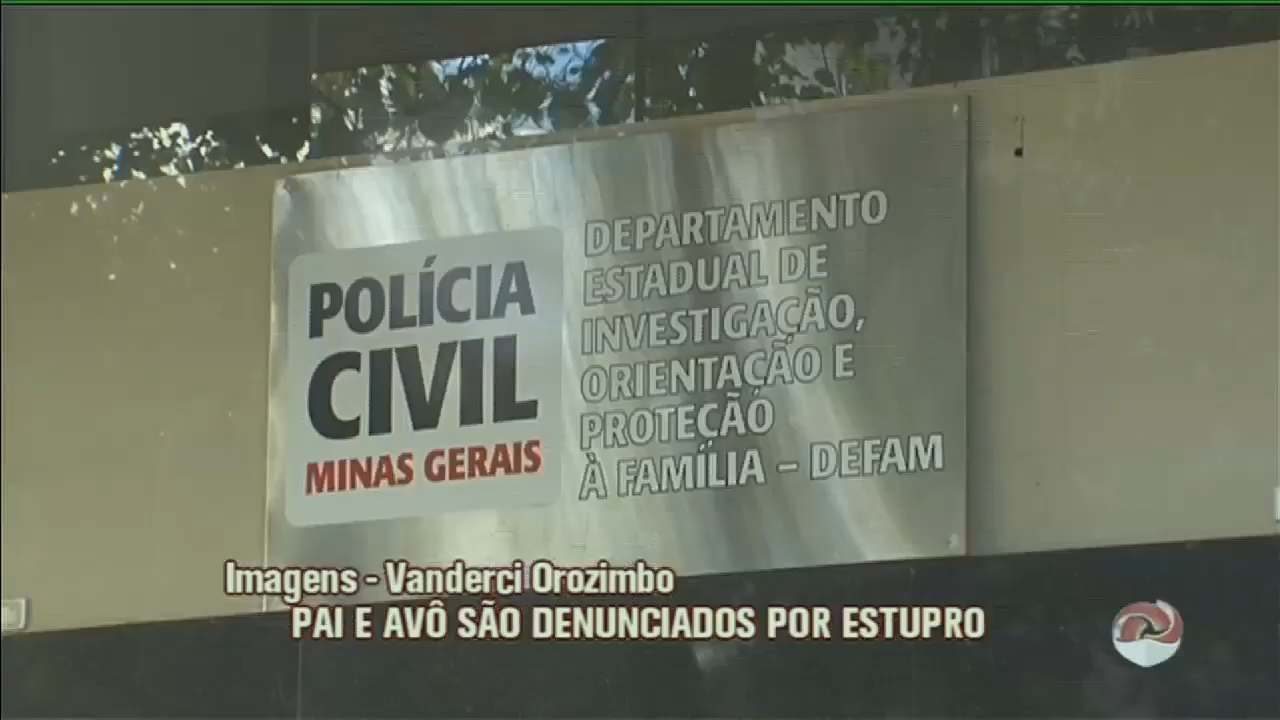 POLÍCIA
CIVIL
MINAS GERAIS
DEPARTAMENTO
ESTADUAL DE
INVESTIGAÇÃO,
ORIENTAÇÃO E
PROTEÇÃO
À FAMÍLIA – DEFAM
Imagens - Vanderci Orozimbo
PAI E AVÔ SÃO DENUNCIADOS POR ESTUPRO